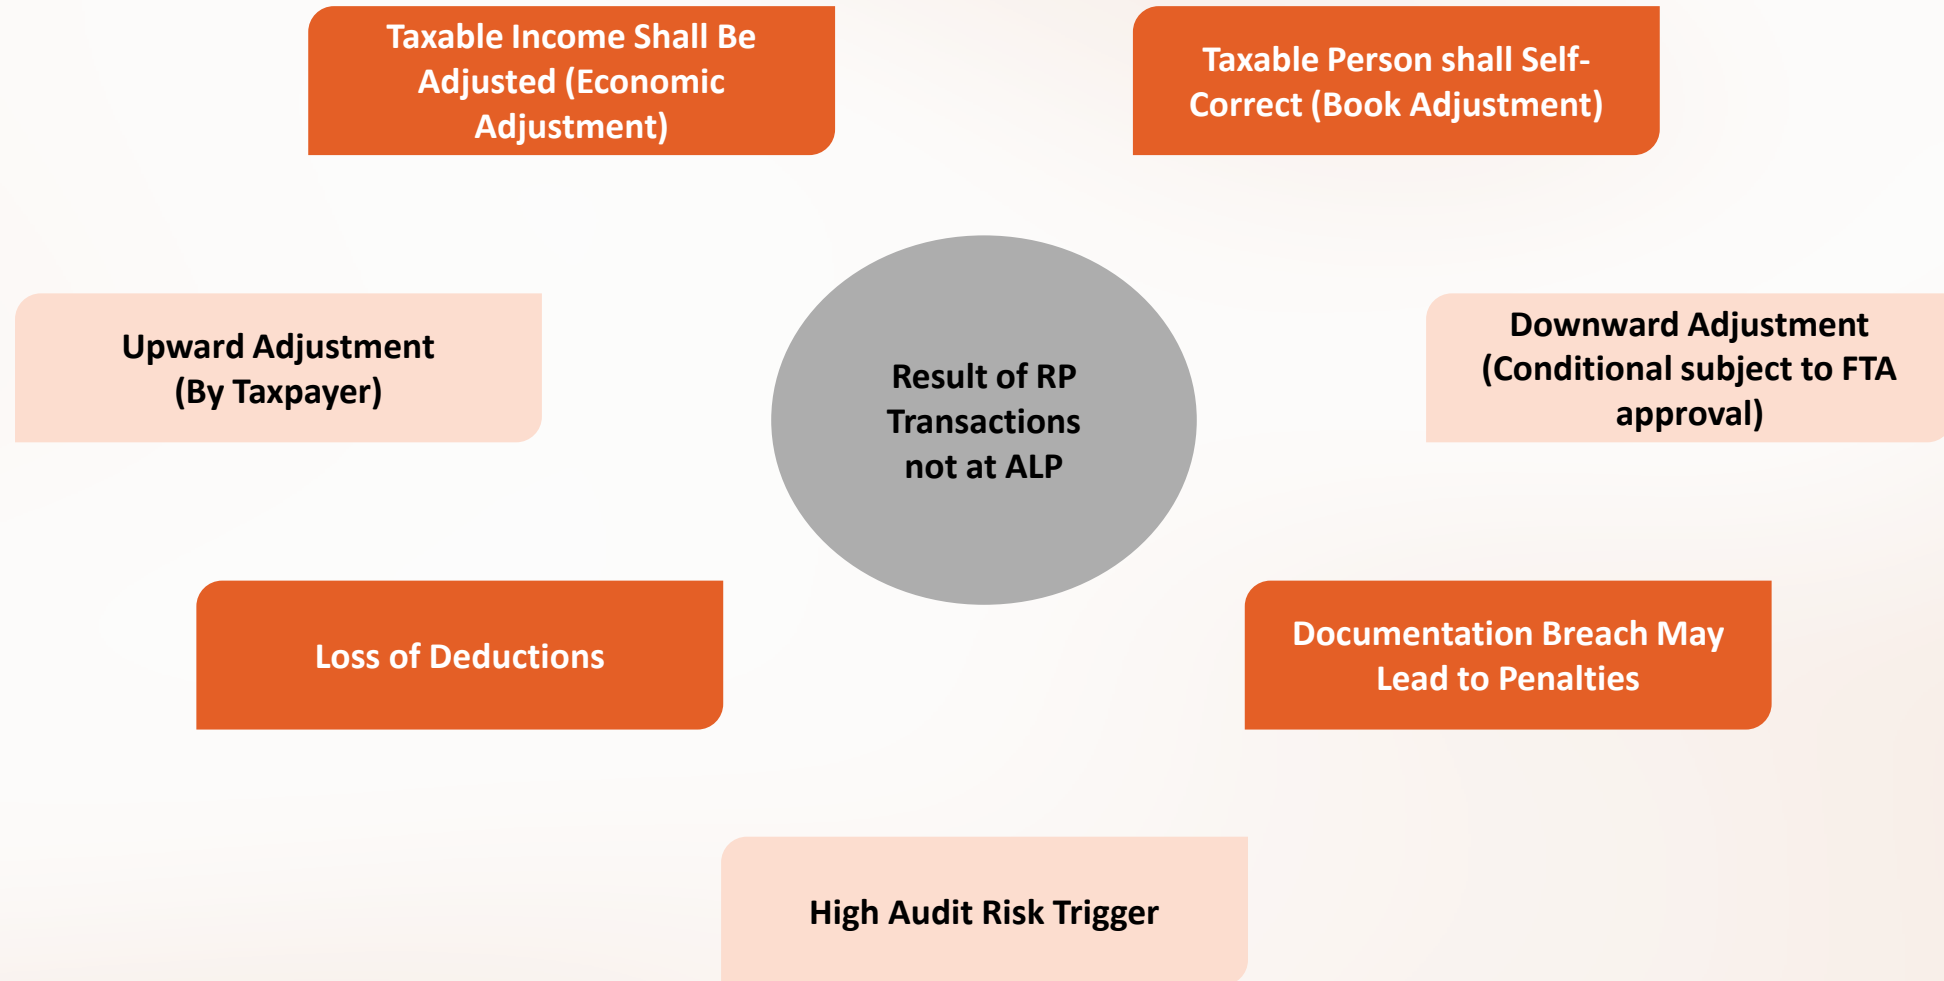 Taxable Income Shall Be
Adjusted (Economic
Adjustment)
Taxable Person shall Self-
Correct (Book Adjustment)
Upward Adjustment
(By Taxpayer)
Result of RP
Transactions
not at ALP
Downward Adjustment
(Conditional subject to FTA
approval)
Loss of Deductions
Documentation Breach May
Lead to Penalties
High Audit Risk Trigger